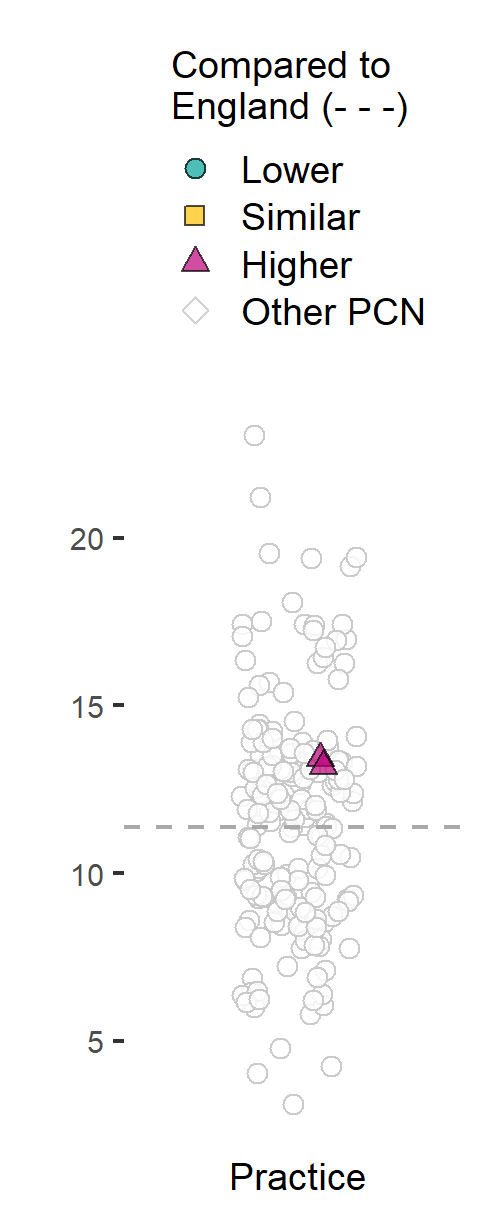 Compared to
England (- - -)
Lower
Similar
Higher
Other PCN
20
15
10
5
Practice